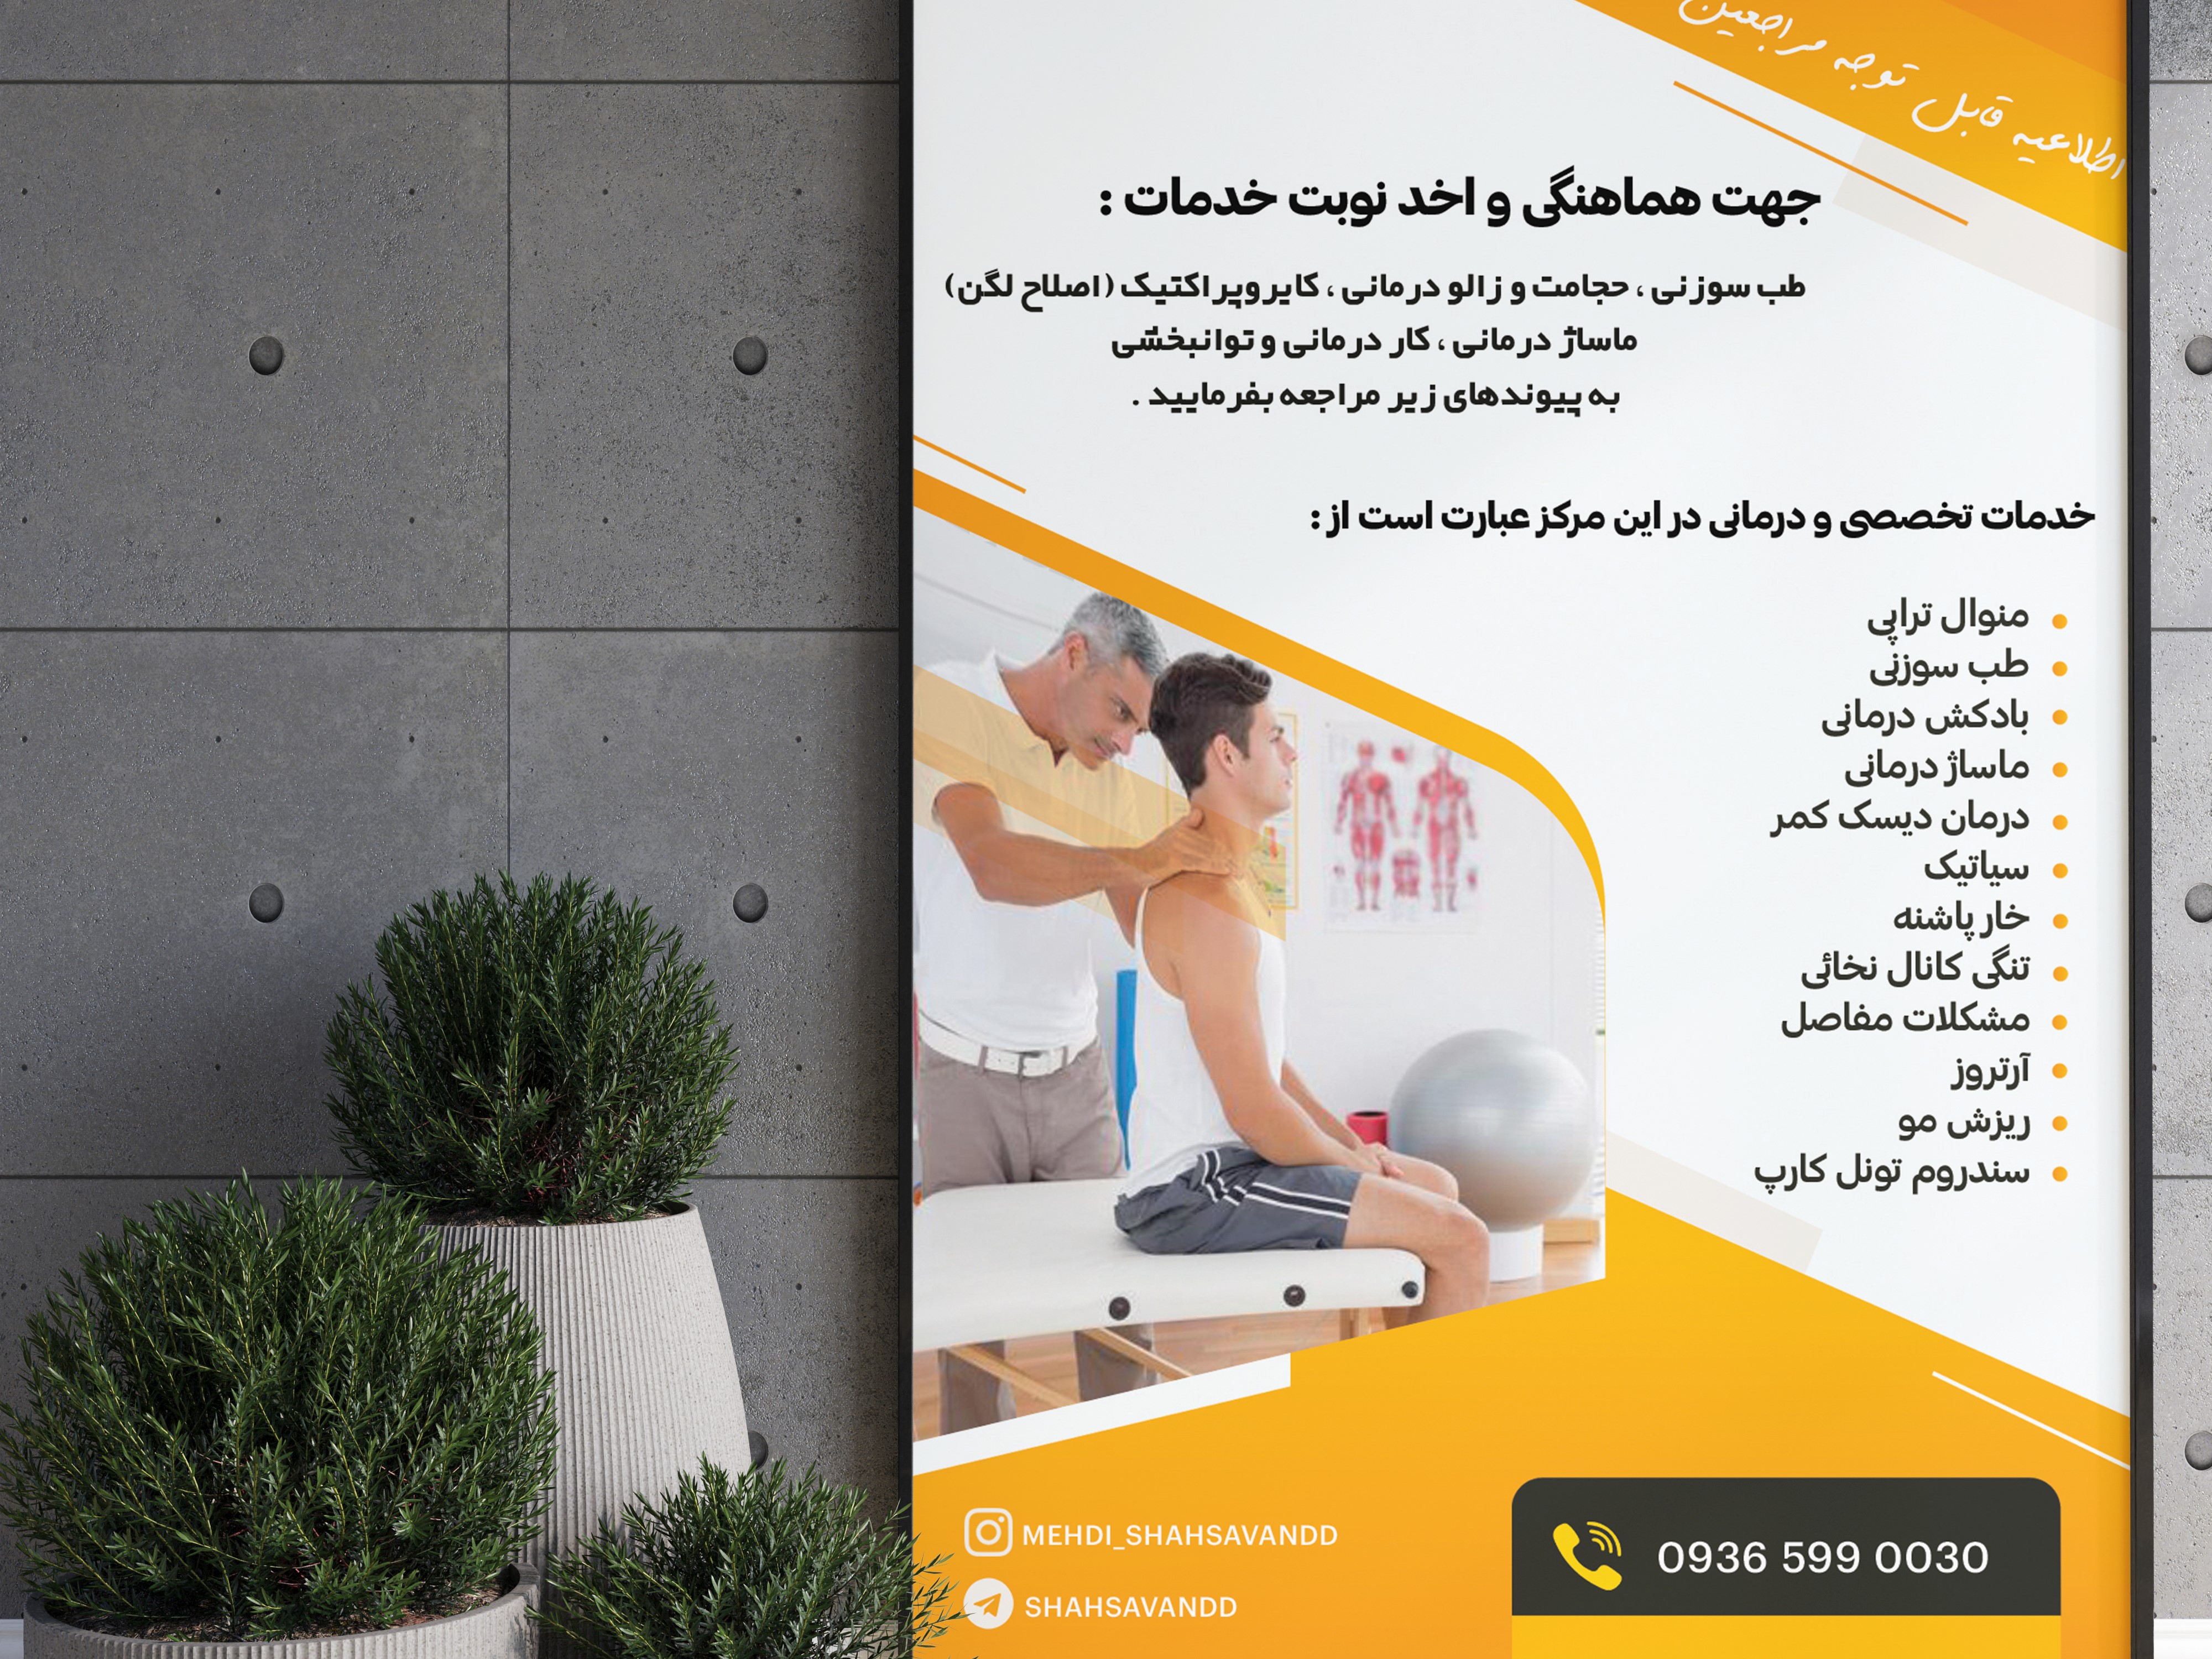 اطلاعیه قابل توجه مراجعین
جهت هماهنگی و اخد نوبت خدمات :
طب سوزنی ، حجامت و زالو درمانی ، کایروپراکتیک (اصلاح لگن)
ماساژ درمانی ، کار درمانی و توانبخشی
به پیوندهای زیر مراجعه بفرمایید .
خدمات تخصصی و درمانی در این مرکز عبارت است از :
• منوال تراپی
• طب سوزنی
• بادکش درمانی
• ماساژ درمانی
• درمان دیسک کمر
• سیاتیک
• خار پاشنه
• تنگی کانال نخائی
• مشکلات مفاصل
• آرتروز
• ریزش مو
• سندروم تونل کارپ
MEHDI_SHAHSAVANDD
SHAHSAVANDD
0936 599 0030